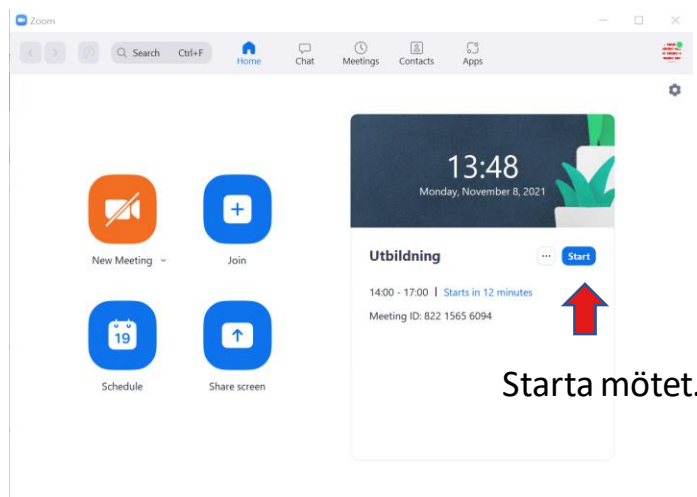 Zoom
Search Ctrl+F
Home
Chat
Meetings
Contacts
Apps
13:48
Monday, November 8, 2021
New Meeting
Join
Utbildning
Start
14:00 - 17:00 | Starts in 12 minutes
Meeting ID: 822 1565 6094
19
Schedule
Share screen
Starta mötet.